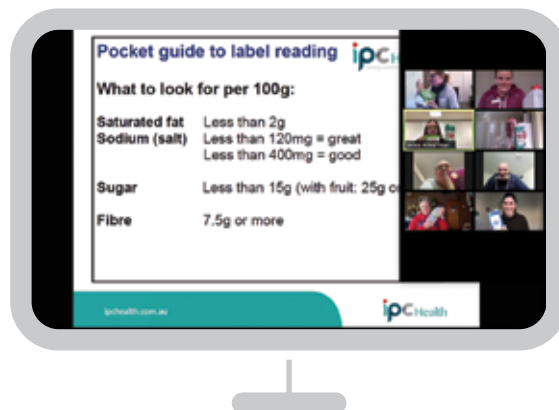 Pocket guide to label reading
ipc H
What to look for per 100g:
Saturated fat Less than 2g
Sodium (salt) Less than 120mg = great
Less than 400mg = good
Sugar Less than 15g (with fruit: 25g o
Fibre 7.5g or more
ipchealth.com.au
ipc Health